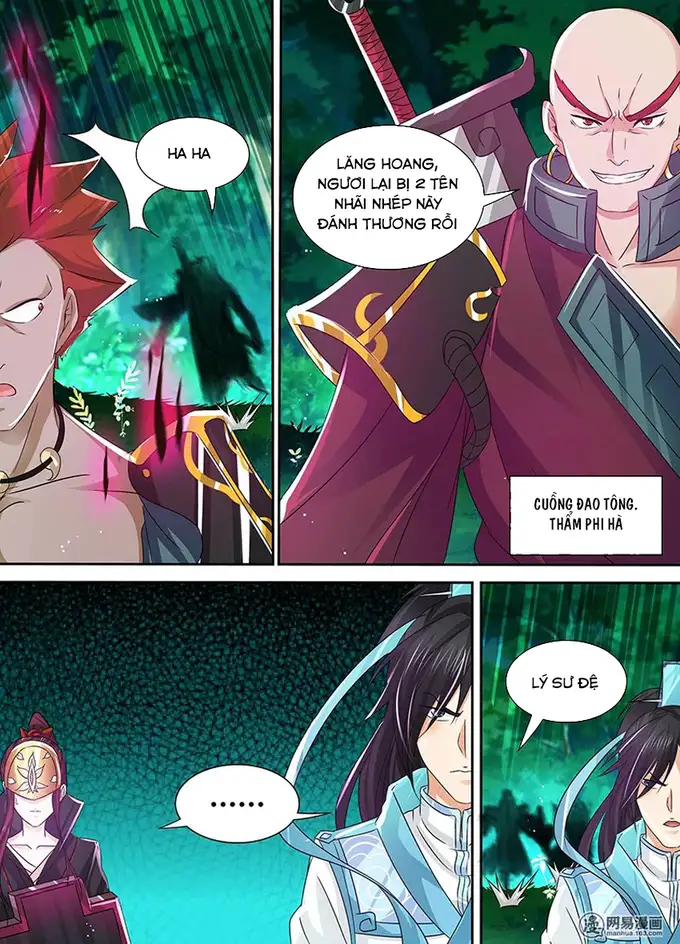 HA HA
LĂNG HOANG,
NGƯƠI LẠI BỊ 2 TÊN
NHÃI NHÉP NÀY
ĐÁNH THƯƠNG RỒI
CUỒNG ĐAO TÔNG.
THẨM PHI HÀ
......
LÝ SƯ ĐỆ
网易漫画
manhua.163.com